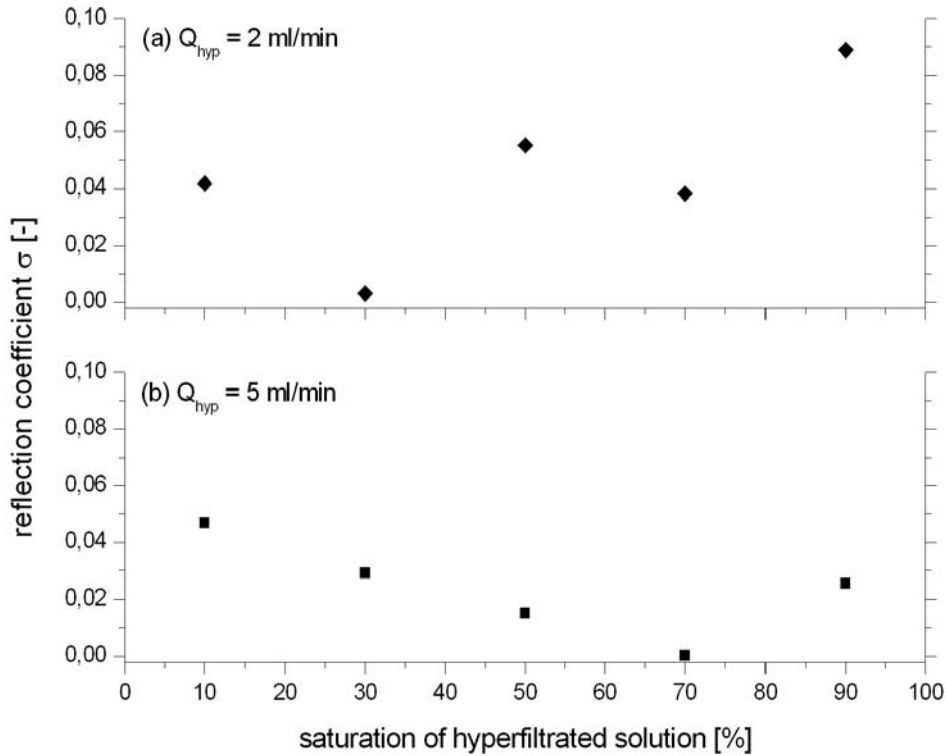 0,10
(a) Qhyp = 2 ml/min
0,08
0,06
0,04
0,02
0,00
0 10 20 30 40 50 60 70 80 90 100
0,10
(b) Qhyp = 5 ml/min
0,08
0,06
0,04
0,02
0,00
reflection coefficient σ [-]
saturation of hyperfiltrated solution [%]